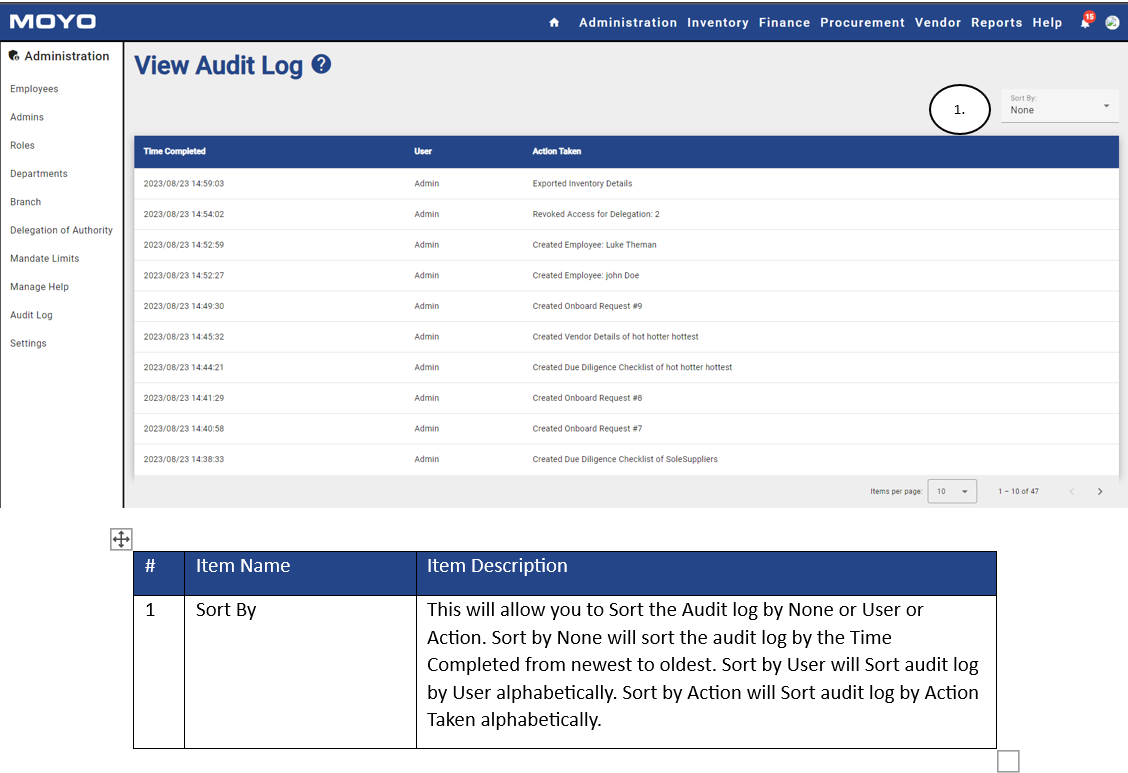 MOYO
Administration Inventory Finance Procurement Vendor Reports Help 15
Administration
Employees
Admins
Roles
Departments
Branch
Delegation of Authority
Mandate Limits
Manage Help
Audit Log
Settings
View Audit Log ?
1.
Sort By:
None
Time Completed User Action Taken
2023/08/23 14:59:03 Admin Exported Inventory Details
2023/08/23 14:54:02 Admin Revoked Access for Delegation: 2
2023/08/23 14:52:59 Admin Created Employee: Luke Theman
2023/08/23 14:52:27 Admin Created Employee: john Doe
2023/08/23 14:49:30 Admin Created Onboard Request #9
2023/08/23 14:45:32 Admin Created Vendor Details of hot hotter hottest
2023/08/23 14:44:21 Admin Created Due Diligence Checklist of hot hotter hottest
2023/08/23 14:41:29 Admin Created Onboard Request #8
2023/08/23 14:40:58 Admin Created Onboard Request #7
2023/08/23 14:38:33 Admin Created Due Diligence Checklist of SoleSuppliers
Items per page: 10 1 – 10 of 47
# Item Name Item Description
1 Sort By This will allow you to Sort the Audit log by None or User or
Action. Sort by None will sort the audit log by the Time
Completed from newest to oldest. Sort by User will Sort audit log
by User alphabetically. Sort by Action will Sort audit log by Action
Taken alphabetically.